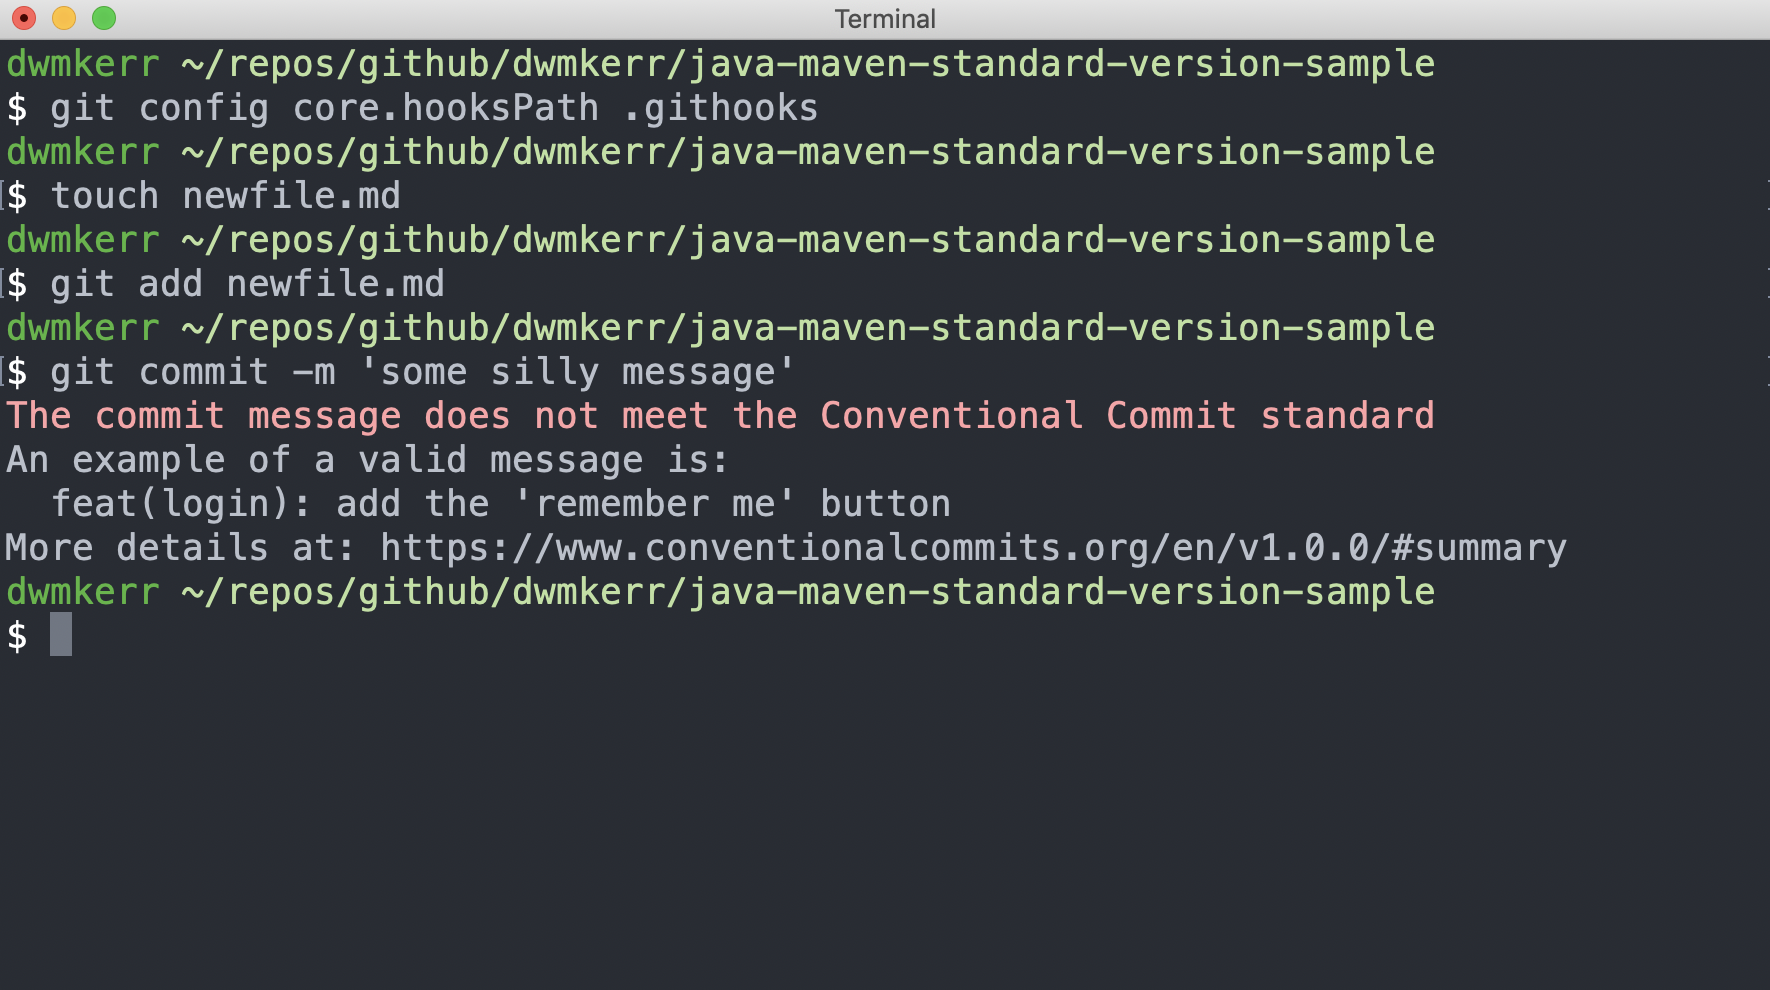 Terminal
dwmkerr ~/repos/github/dwmkerr/java-maven-standard-version-sample
$ git config core.hooksPath .githooks
dwmkerr ~/repos/github/dwmkerr/java-maven-standard-version-sample
$ touch newfile.md
dwmkerr ~/repos/github/dwmkerr/java-maven-standard-version-sample
$ git add newfile.md
dwmkerr ~/repos/github/dwmkerr/java-maven-standard-version-sample
$ git commit -m 'some silly message'
The commit message does not meet the Conventional Commit standard
An example of a valid message is:
  feat(login): add the 'remember me' button
More details at: https://www.conventionalcommits.org/en/v1.0.0/#summary
dwmkerr ~/repos/github/dwmkerr/java-maven-standard-version-sample
$